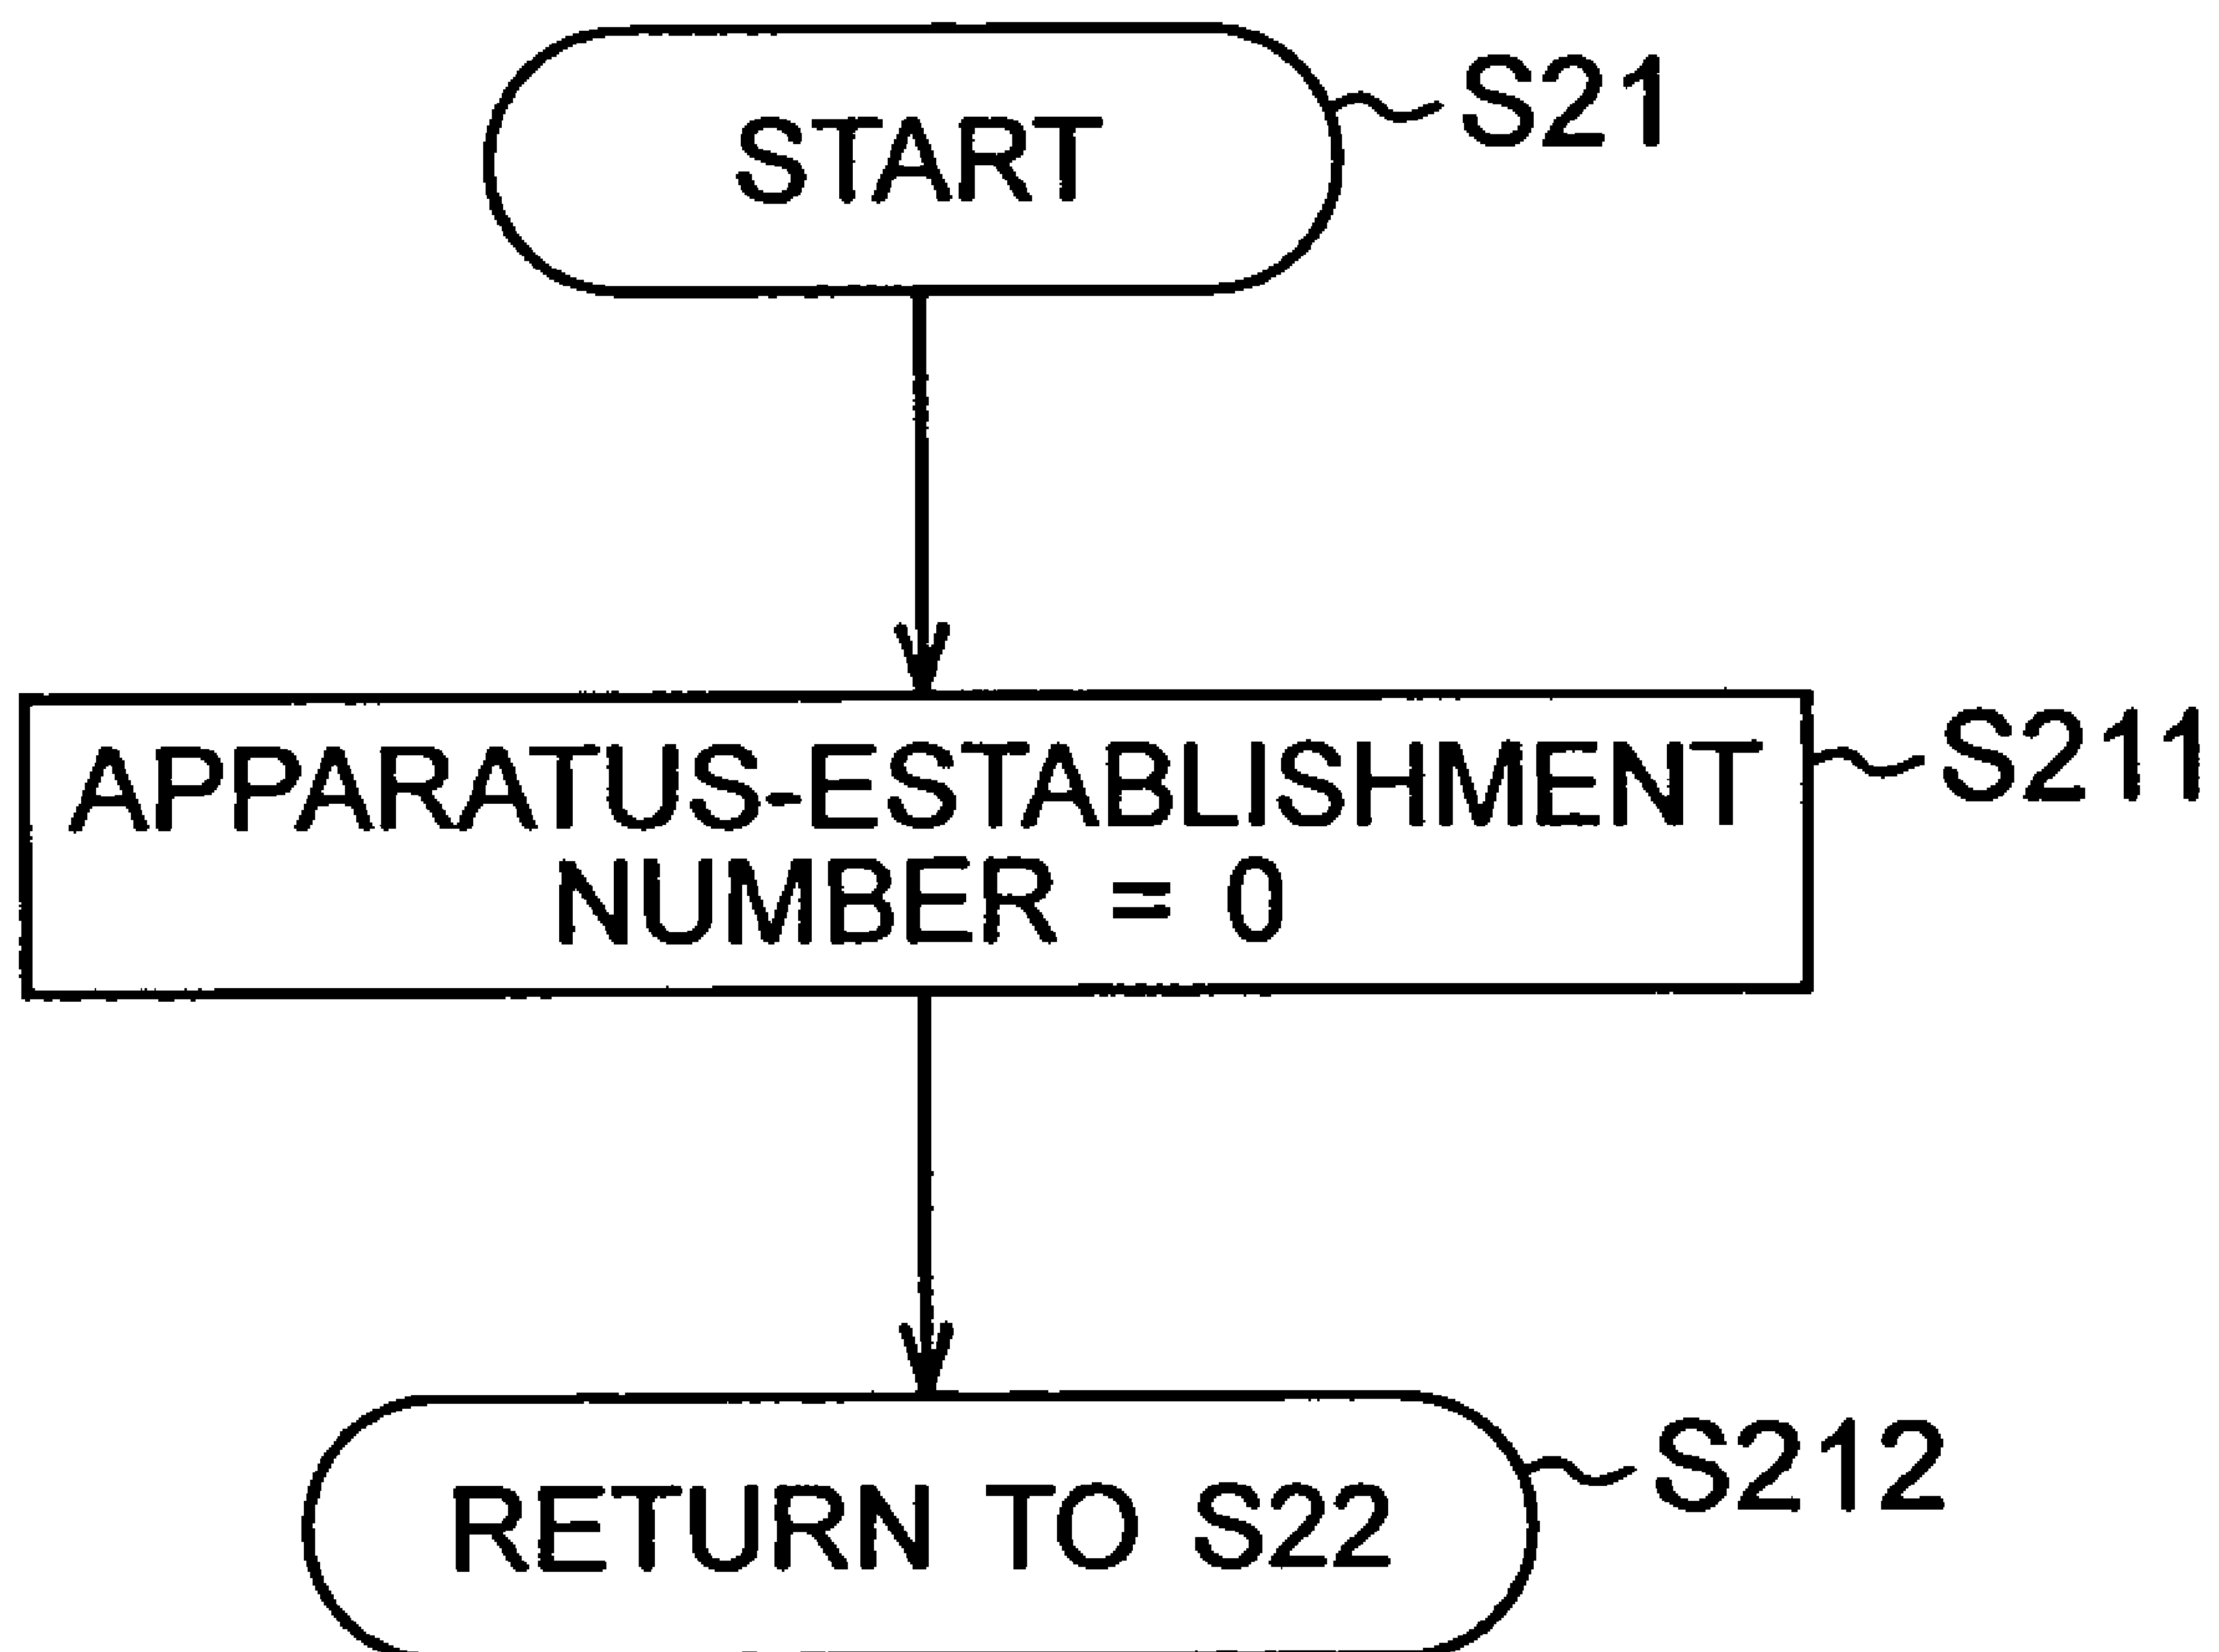 START
S21
APPARATUS-ESTABLISHMENT
NUMBER = 0
S211
RETURN TO S22
S212